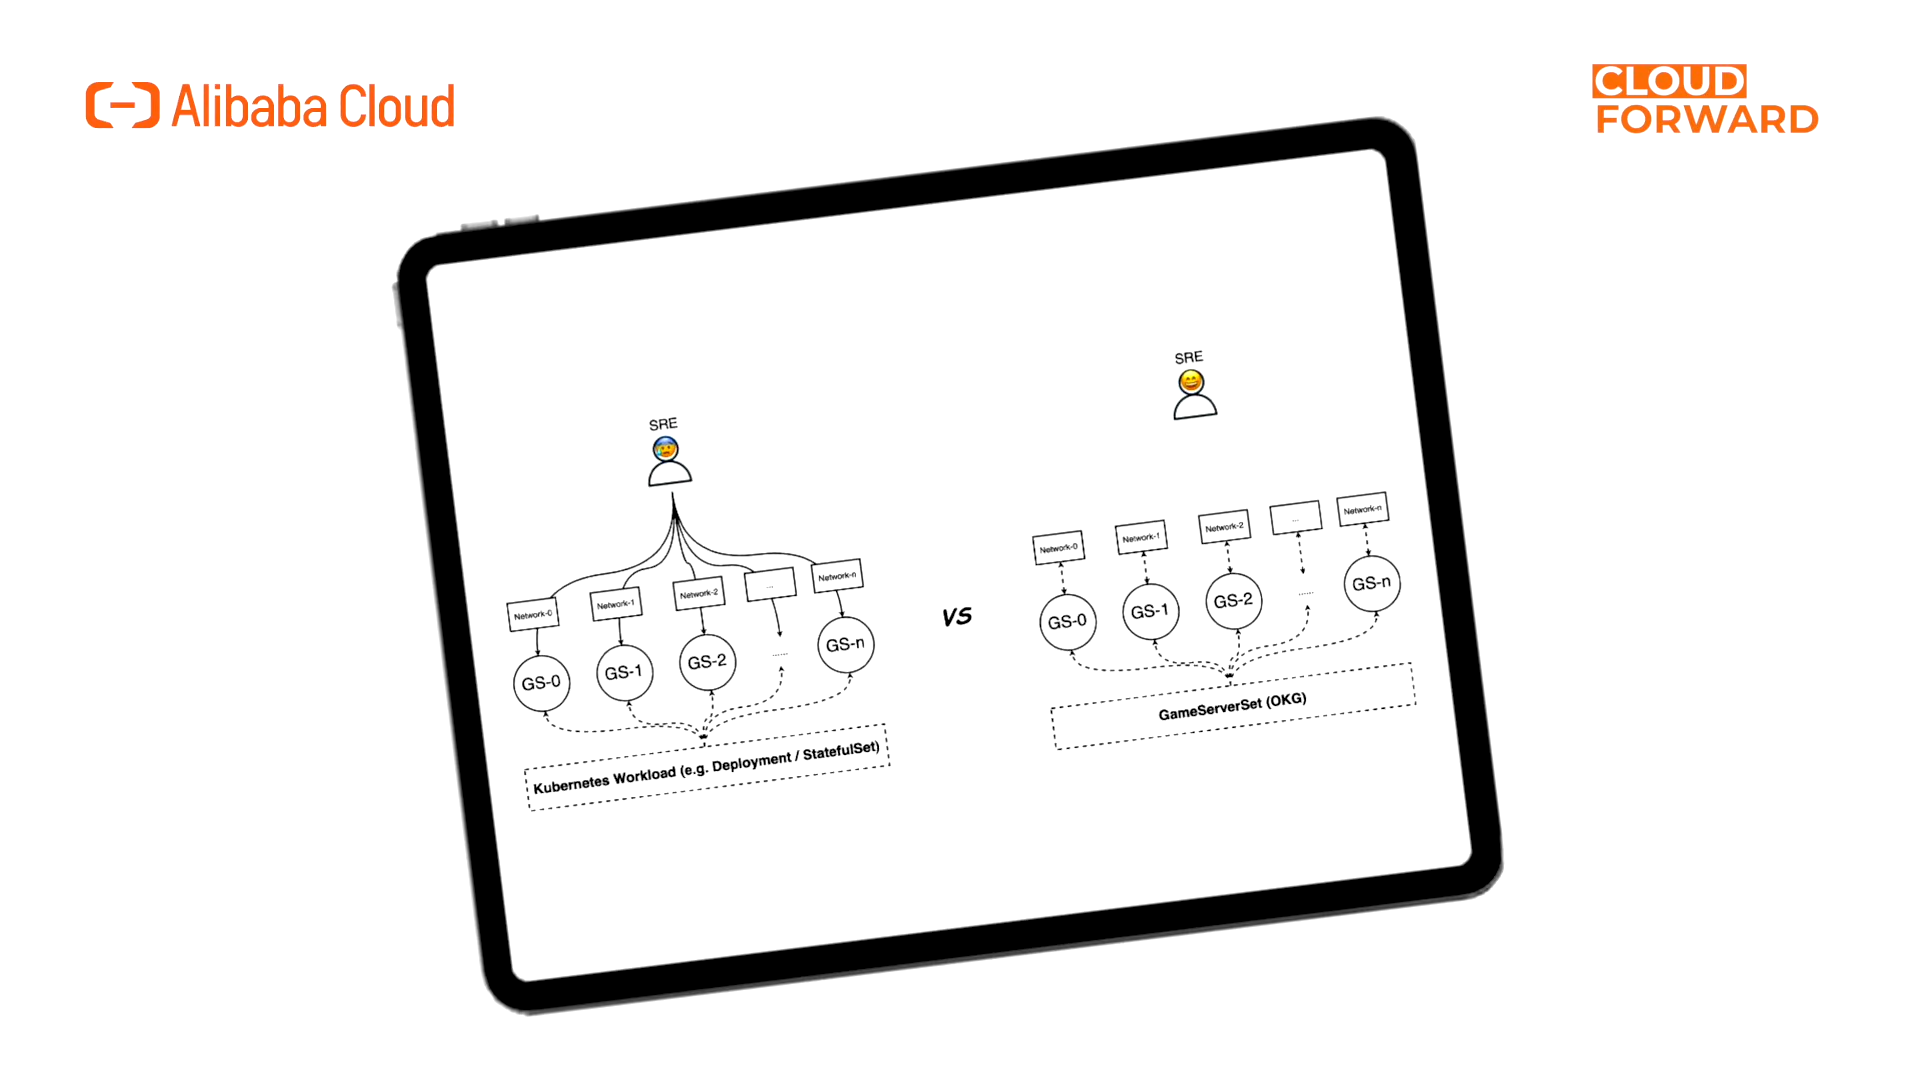 Alibaba Cloud
CLOUD
FORWARD
SRE
Network-0
Network-1
Network-2
...
Network-n
GS-0
GS-1
GS-2
......
GS-n
Kubernetes Workload (e.g. Deployment / StatefulSet)
VS
SRE
Network-0
Network-1
Network-2
...
Network-n
GS-0
GS-1
GS-2
......
GS-n
GameServerSet (OKG)